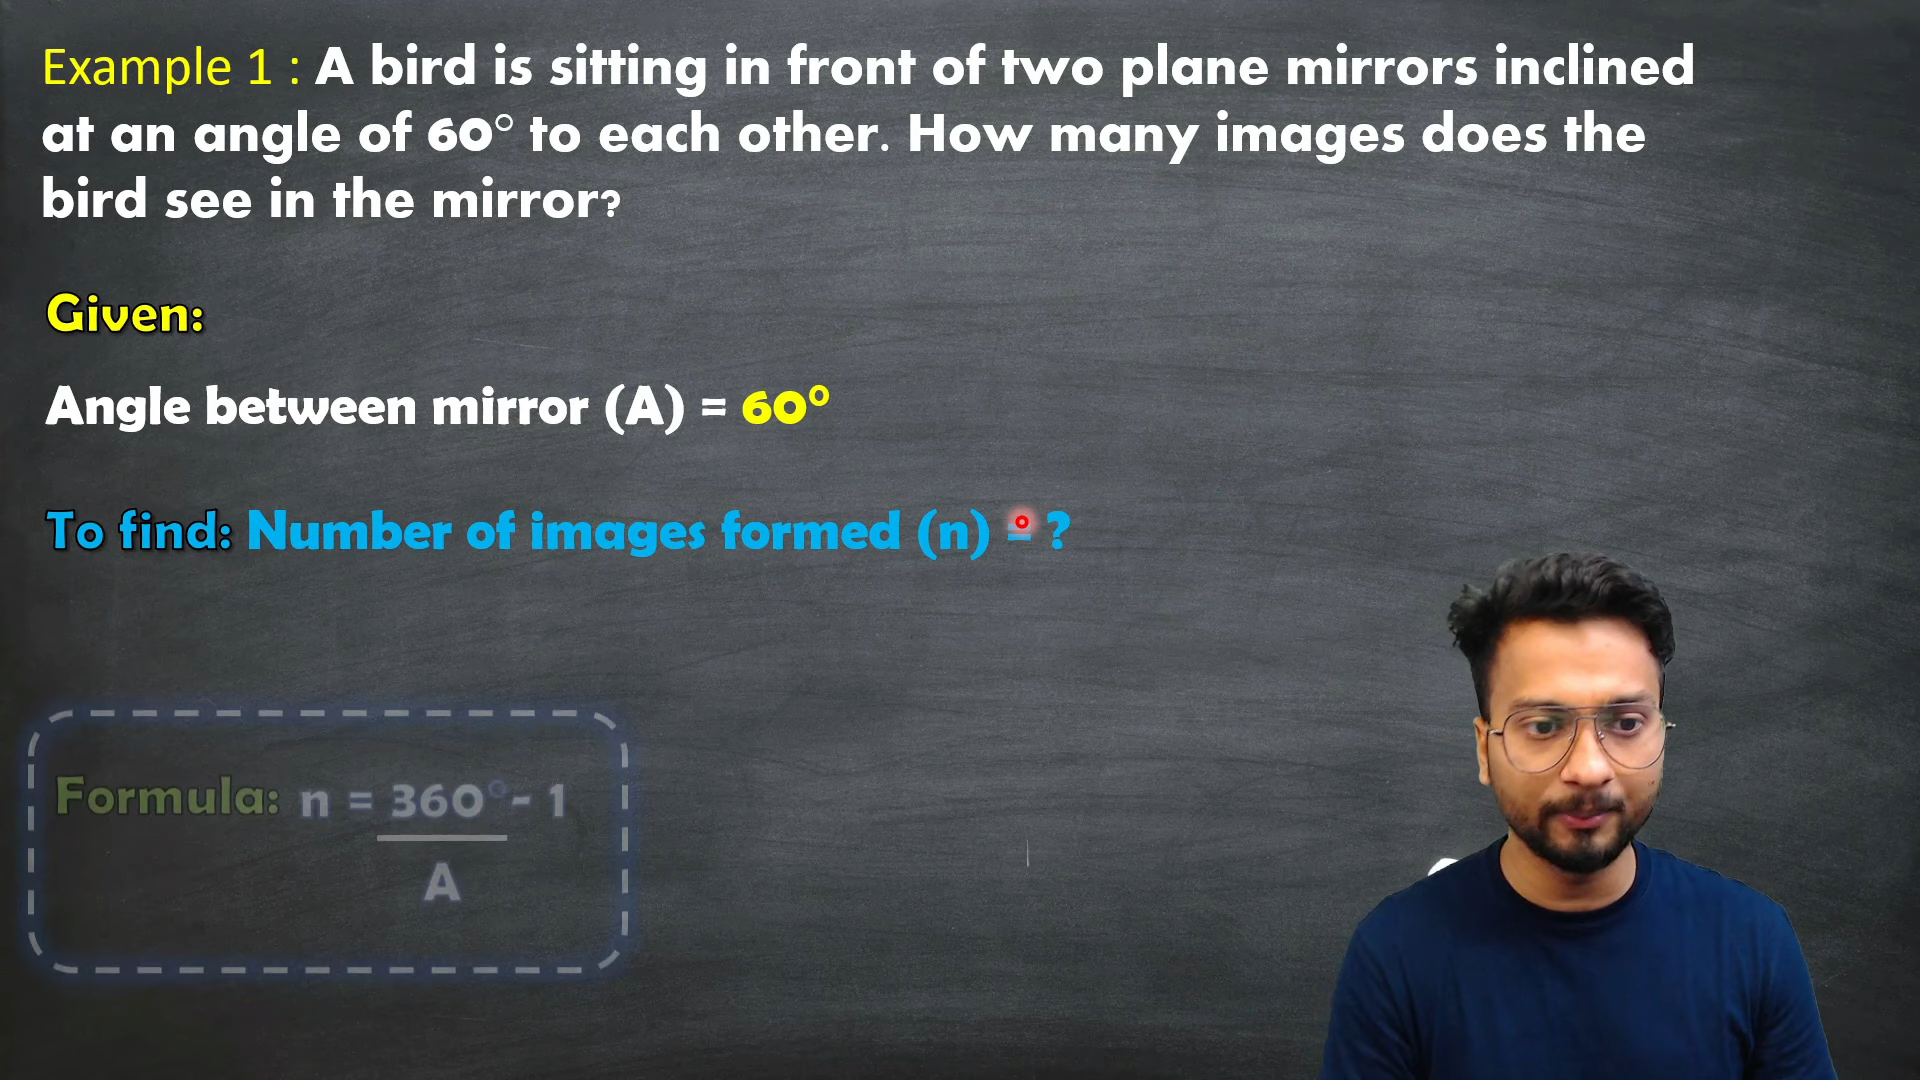 Example 1 : A bird is sitting in front of two plane mirrors inclined
at an angle of 60° to each other. How many images does the
bird see in the mirror?
Given:
Angle between mirror (A) = 60°
To find: Number of images formed (n) = ?
Formula: n = 360° - 1
A